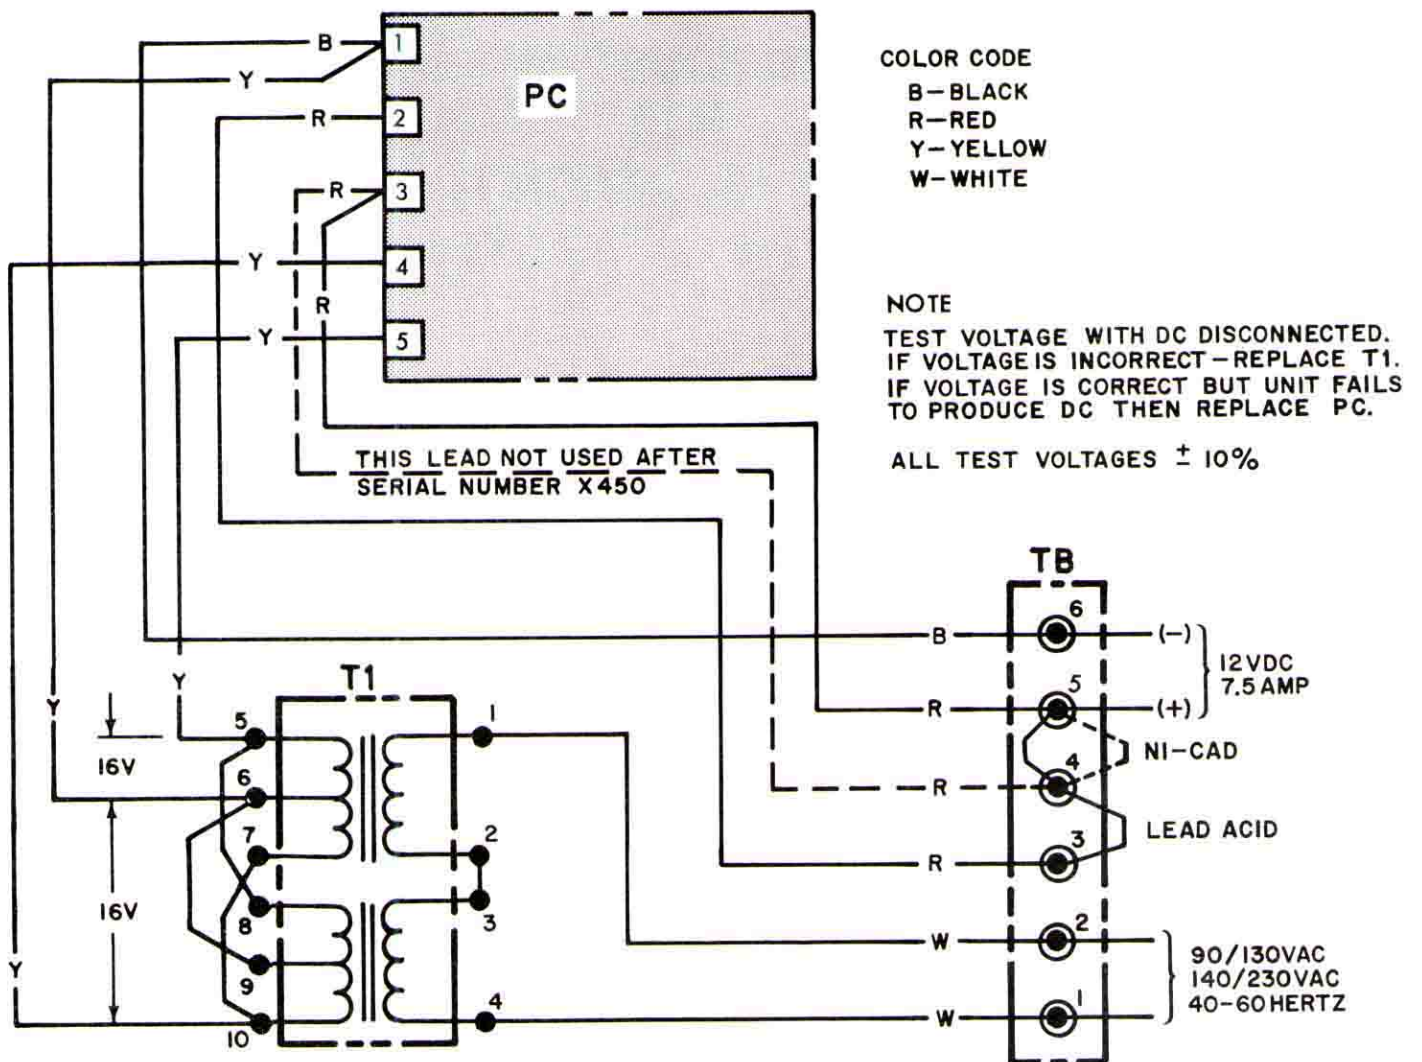 B
1
Y
R
2
R
3
R
Y
4
Y
5
PC
COLOR CODE
B—BLACK
R—RED
Y—YELLOW
W—WHITE
NOTE
TEST VOLTAGE WITH DC DISCONNECTED.
IF VOLTAGE IS INCORRECT—REPLACE T1.
IF VOLTAGE IS CORRECT BUT UNIT FAILS
TO PRODUCE DC THEN REPLACE PC.
ALL TEST VOLTAGES ± 10%
THIS LEAD NOT USED AFTER
SERIAL NUMBER X450
TB
6
B
(-)
12VDC
7.5 AMP
5
R
(+)
NI-CAD
4
R
LEAD ACID
3
R
2
W
90/130VAC
140/230VAC
40-60 HERTZ
1
W
T1
Y
Y
Y
16V
16V
5
6
7
8
9
10
1
2
3
4